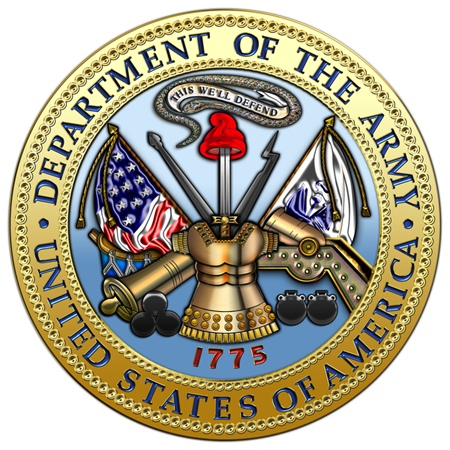 · DEPARTMENT OF THE ARMY ·
UNITED STATES OF AMERICA
THIS WE'LL DEFEND
1775